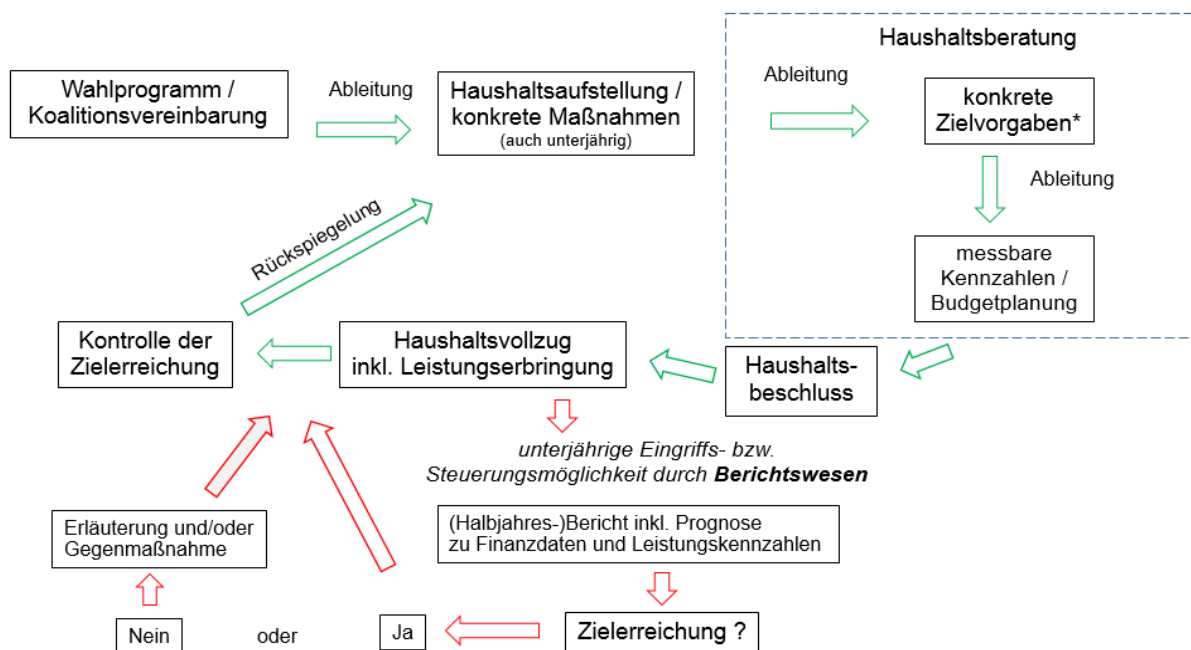 Haushaltsberatung
Wahlprogramm /
Koalitionsvereinbarung
Ableitung
Haushaltsaufstellung /
konkrete Maßnahmen
(auch unterjährig)
Ableitung
konkrete
Zielvorgaben*
Ableitung
messbare
Kennzahlen /
Budgetplanung
Rückspiegelung
Kontrolle der
Zielerreichung
Haushaltsvollzug
inkl. Leistungserbringung
Haushalts-
beschluss
unterjährige Eingriffs- bzw.
Steuerungsmöglichkeit durch Berichtswesen
(Halbjahres-)Bericht inkl. Prognose
zu Finanzdaten und Leistungskennzahlen
Erläuterung und/oder
Gegenmaßnahme
Nein
oder
Ja
Zielerreichung ?